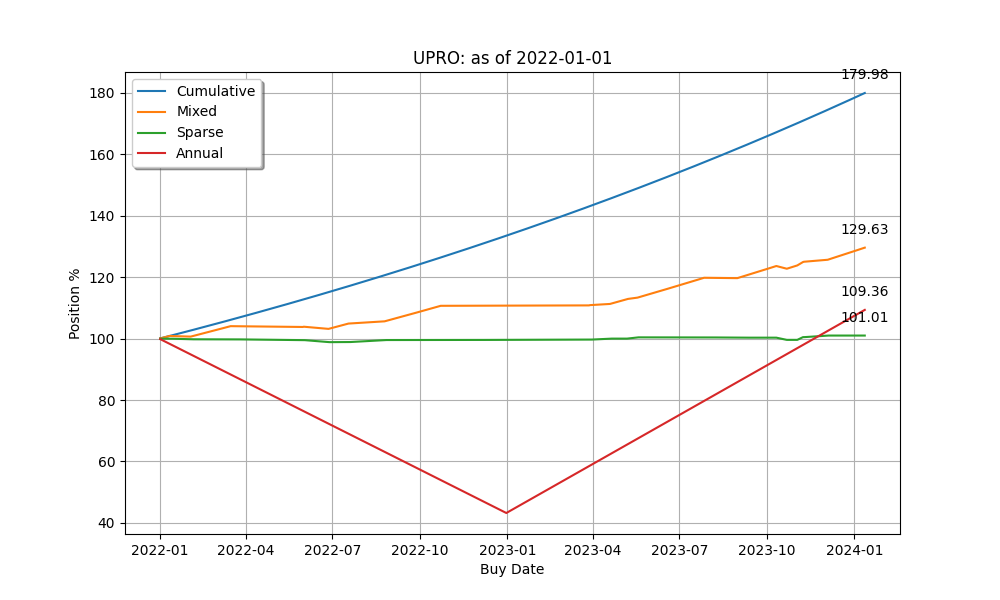 UPRO: as of 2022-01-01
179.98
180
Cumulative
Mixed
Sparse
Annual
160
140
129.63
120
109.36
101.01
100
80
60
40
Position %
2022-01 2022-04 2022-07 2022-10 2023-01 2023-04 2023-07 2023-10 2024-01
Buy Date